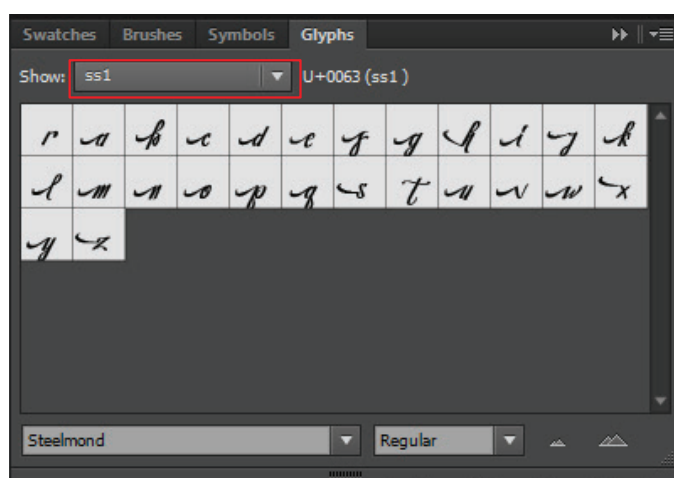 Swatches Brushes Symbols Glyphs
Show: ss1 U+0063 (ss1 )
r a b c d e f g h i j k
l m n o p q s t u v w x
y z
Steelmond Regular